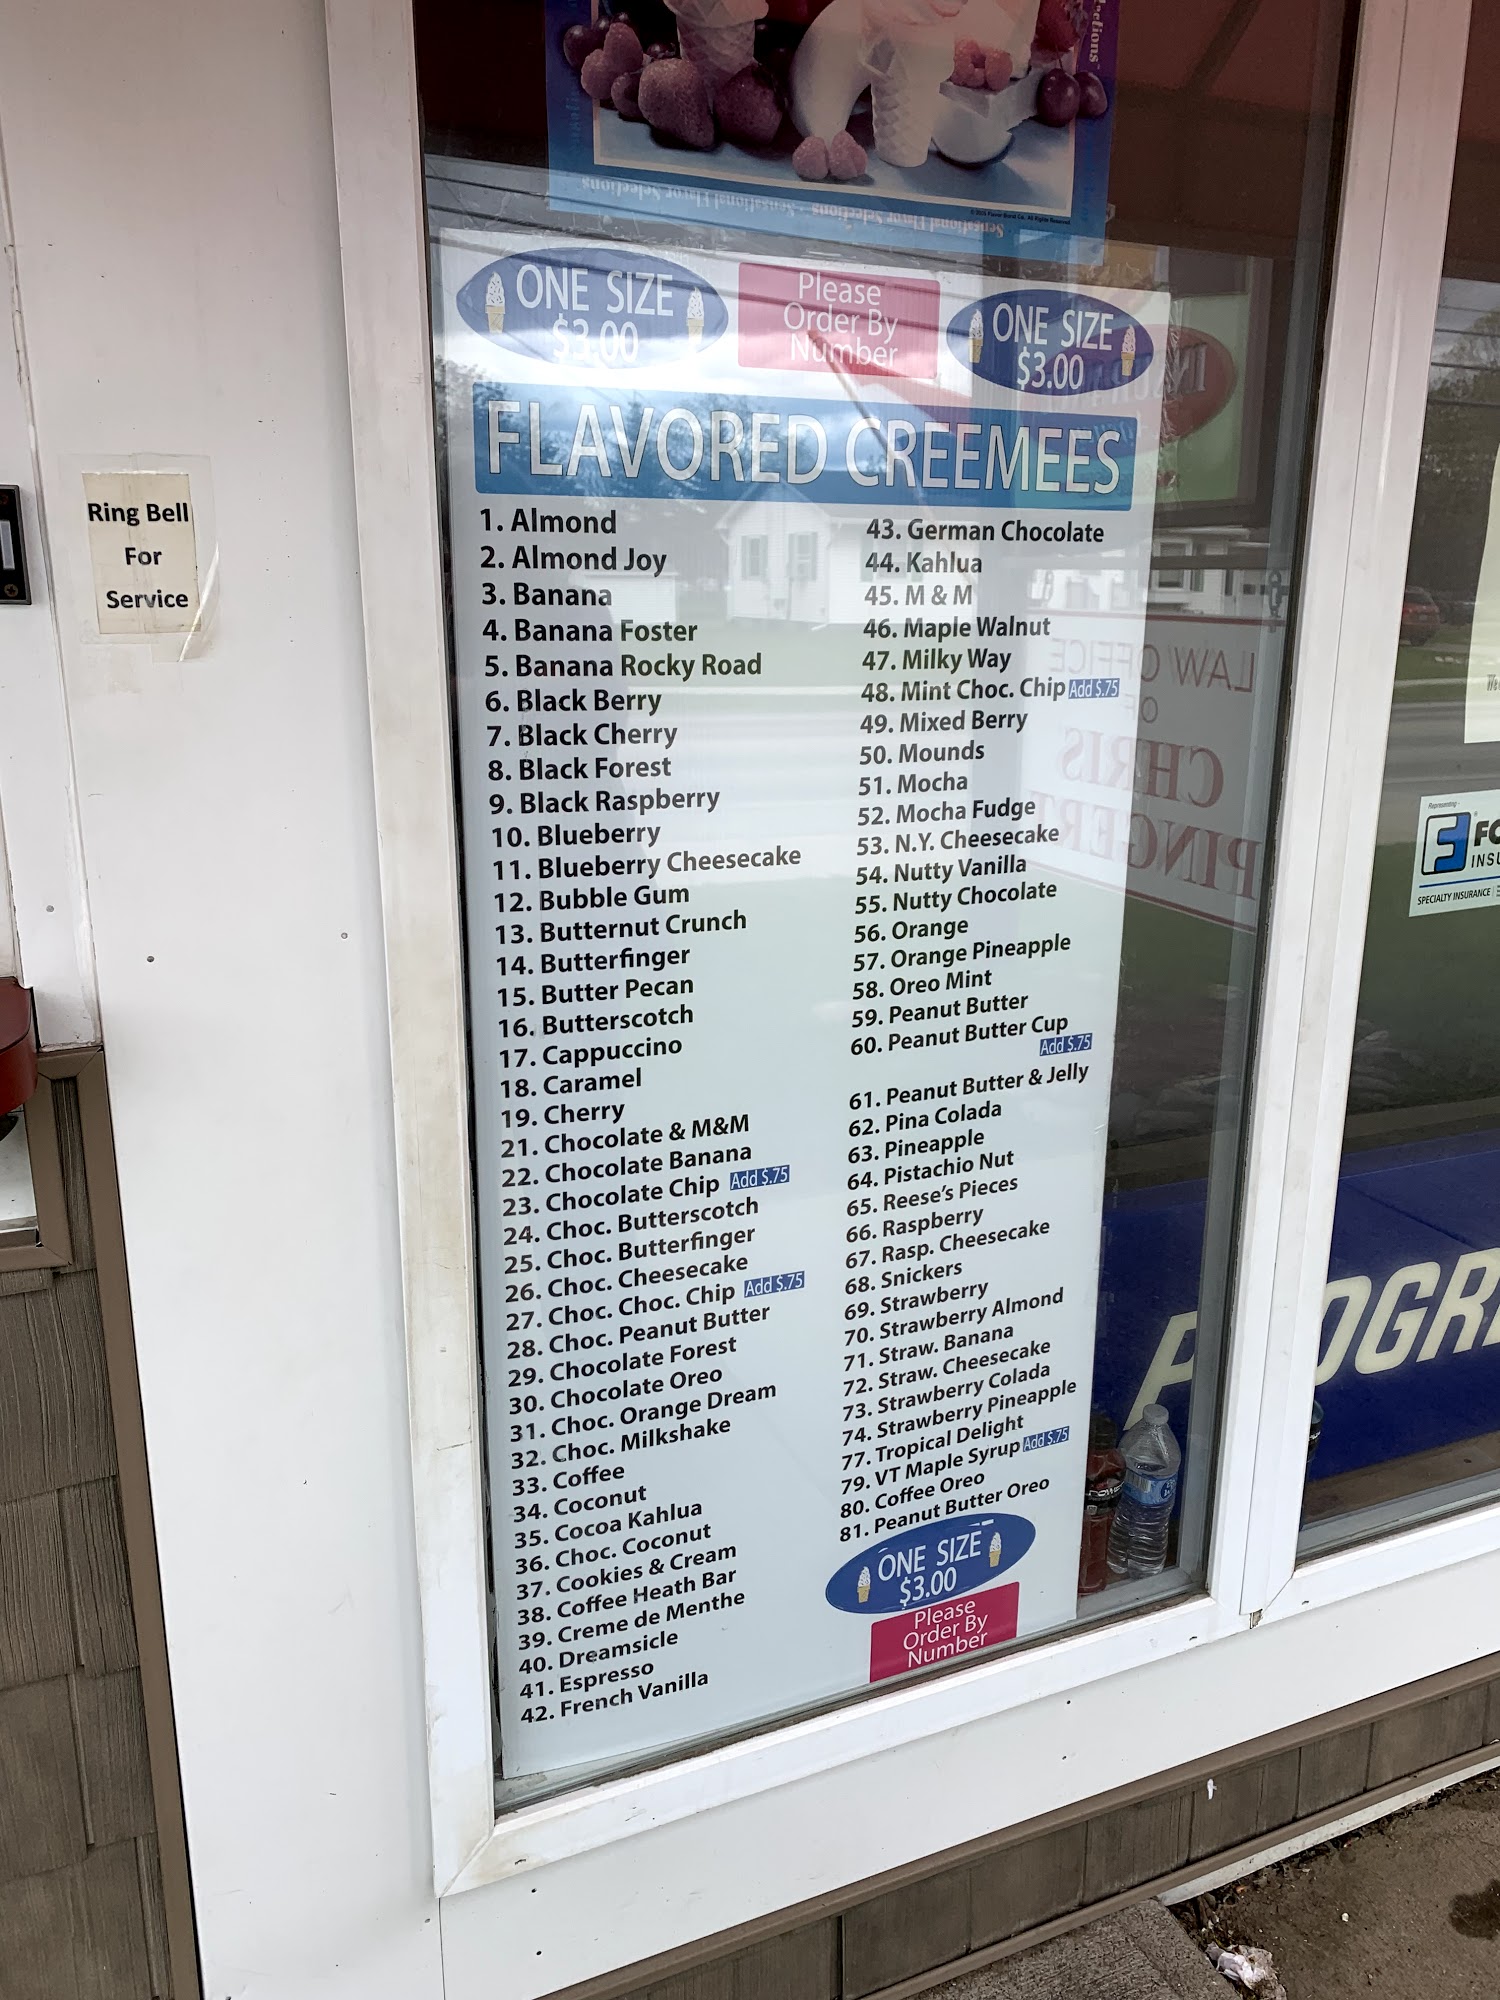 Sensational Flavor Selections · Sensational Flavor Selections
ONE SIZE
$3.00
Please
Order By
Number
ONE SIZE
$3.00
FLAVORED CREEMEES
1. Almond
2. Almond Joy
3. Banana
4. Banana Foster
5. Banana Rocky Road
6. Black Berry
7. Black Cherry
8. Black Forest
9. Black Raspberry
10. Blueberry
11. Blueberry Cheesecake
12. Bubble Gum
13. Butternut Crunch
14. Butterfinger
15. Butter Pecan
16. Butterscotch
17. Cappuccino
18. Caramel
19. Cherry
21. Chocolate & M&M
22. Chocolate Banana
23. Chocolate Chip Add $.75
24. Choc. Butterscotch
25. Choc. Butterfinger
26. Choc. Cheesecake
27. Choc. Choc. Chip Add $.75
28. Choc. Peanut Butter
29. Chocolate Forest
30. Chocolate Oreo
31. Choc. Orange Dream
32. Choc. Milkshake
33. Coffee
34. Coconut
35. Cocoa Kahlua
36. Choc. Coconut
37. Cookies & Cream
38. Coffee Heath Bar
39. Creme de Menthe
40. Dreamsicle
41. Espresso
42. French Vanilla
43. German Chocolate
44. Kahlua
45. M & M
46. Maple Walnut
47. Milky Way
48. Mint Choc. Chip Add $.75
49. Mixed Berry
50. Mounds
51. Mocha
52. Mocha Fudge
53. N.Y. Cheesecake
54. Nutty Vanilla
55. Nutty Chocolate
56. Orange
57. Orange Pineapple
58. Oreo Mint
59. Peanut Butter
60. Peanut Butter Cup
Add $.75
61. Peanut Butter & Jelly
62. Pina Colada
63. Pineapple
64. Pistachio Nut
65. Reese's Pieces
66. Raspberry
67. Rasp. Cheesecake
68. Snickers
69. Strawberry
70. Strawberry Almond
71. Straw. Banana
72. Straw. Cheesecake
73. Strawberry Colada
74. Strawberry Pineapple
77. Tropical Delight
79. VT Maple Syrup Add $.75
80. Coffee Oreo
81. Peanut Butter Oreo
ONE SIZE
$3.00
Please
Order By
Number
Ring Bell
For
Service
LAW OFFICE
OF
CHRIS
Representing
SPECIALTY INSURANCE